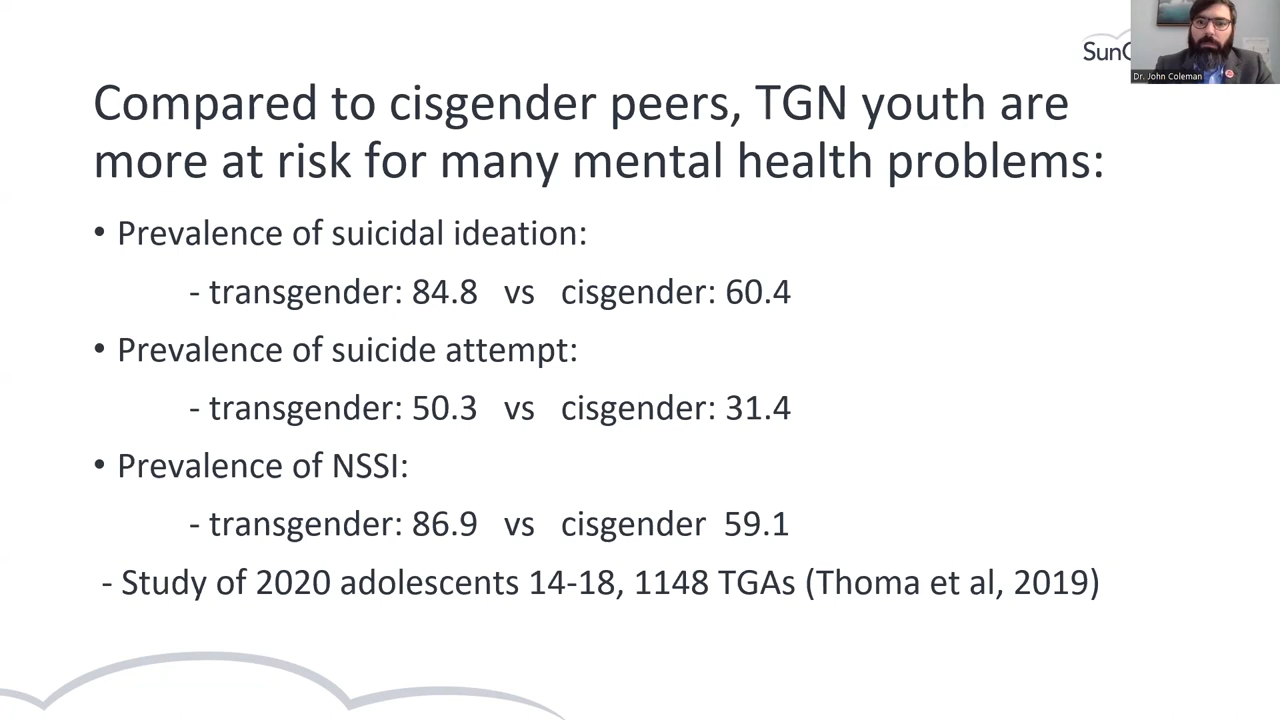 SunC
Dr. John Coleman
Compared to cisgender peers, TGN youth are
more at risk for many mental health problems:
• Prevalence of suicidal ideation:
- transgender: 84.8 vs cisgender: 60.4
• Prevalence of suicide attempt:
- transgender: 50.3 vs cisgender: 31.4
• Prevalence of NSSI:
- transgender: 86.9 vs cisgender 59.1
- Study of 2020 adolescents 14-18, 1148 TGAs (Thoma et al, 2019)